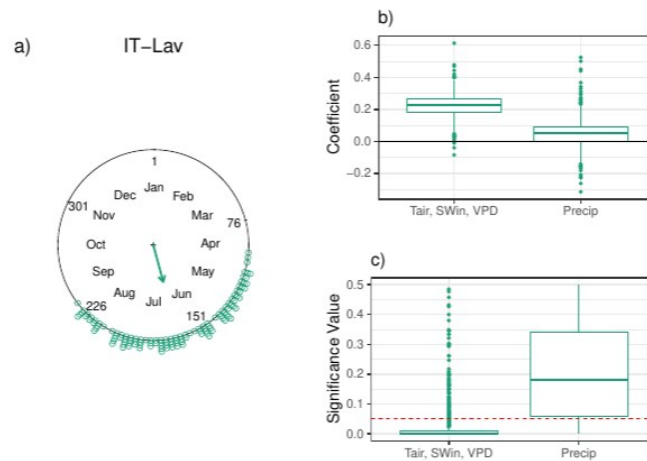 a)
IT−Lav
1
Jan
Feb
Mar
76
Apr
May
Jun
151
Jul
Aug
226
Sep
Oct
Nov
301
Dec
b)
Coefficient
0.6
0.4
0.2
0.0
−0.2
Tair, SWin, VPD
Precip
c)
Significance Value
0.5
0.4
0.3
0.2
0.1
0.0
Tair, SWin, VPD
Precip